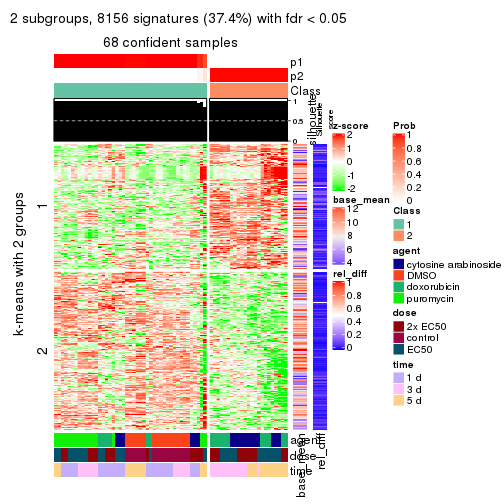 2 subgroups, 8156 signatures (37.4%) with fdr < 0.05
68 confident samples
p1
p2
Class
silhouette
1
0.5
0
Silhouette
score
k-means with 2 groups
1
2
agent
dose
time
base_mean
rel_diff
z-score
2
1
0
-1
-2
base_mean
12
10
8
6
4
rel_diff
1
0.8
0.6
0.4
0.2
0
Prob
1
0.8
0.6
0.4
0.2
0
Class
1
2
agent
cytosine arabinoside
DMSO
doxorubicin
puromycin
dose
2x EC50
control
EC50
time
1 d
3 d
5 d